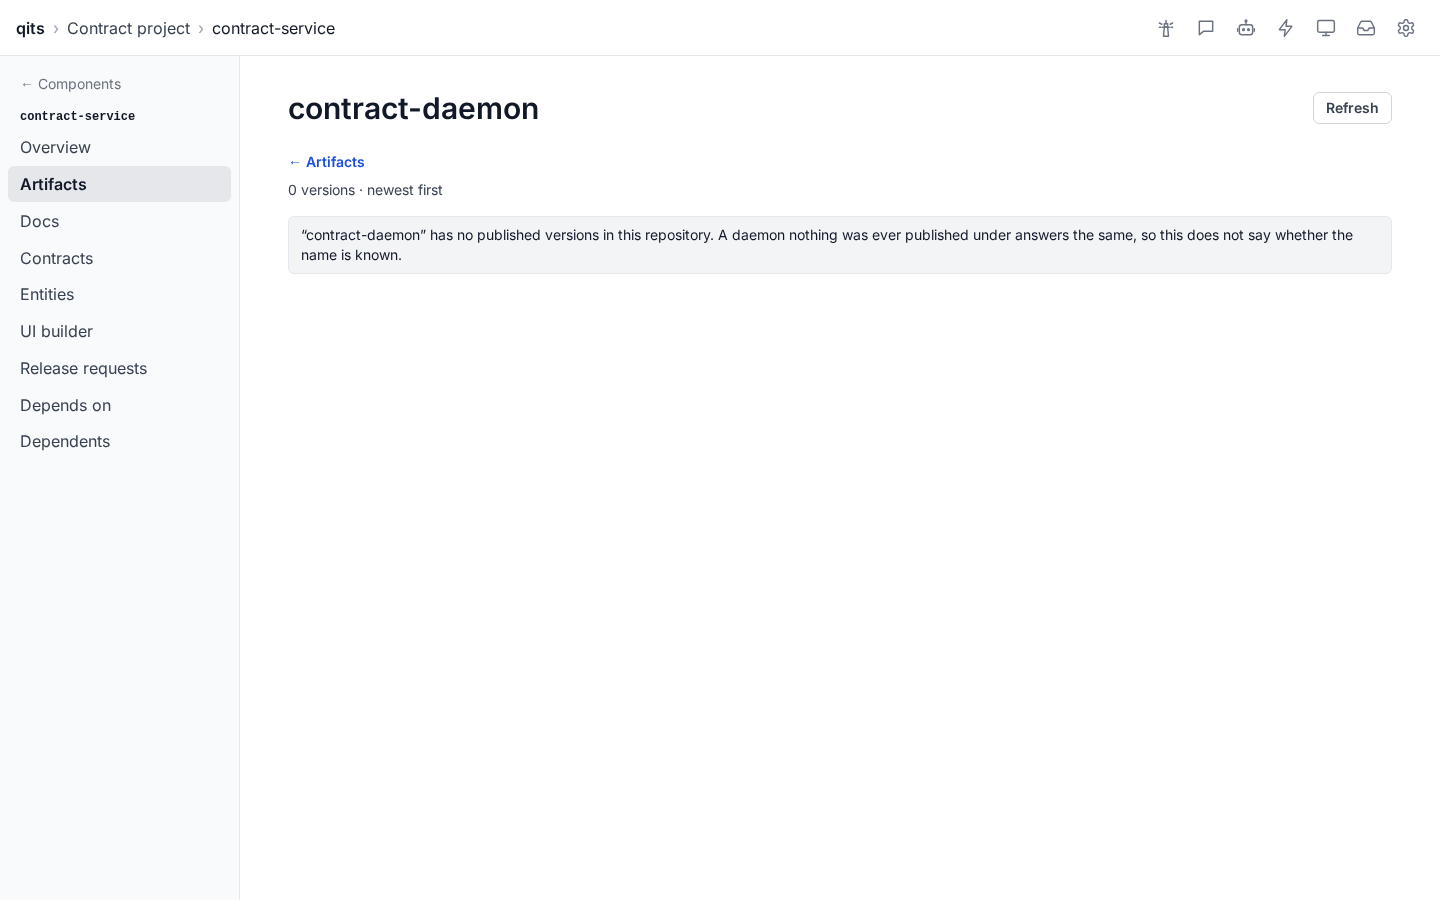 qits › Contract project › contract-service
← Components
contract-service
Overview
Artifacts
Docs
Contracts
Entities
UI builder
Release requests
Depends on
Dependents
contract-daemon
Refresh
← Artifacts
0 versions · newest first
“contract-daemon” has no published versions in this repository. A daemon nothing was ever published under answers the same, so this does not say whether the
name is known.